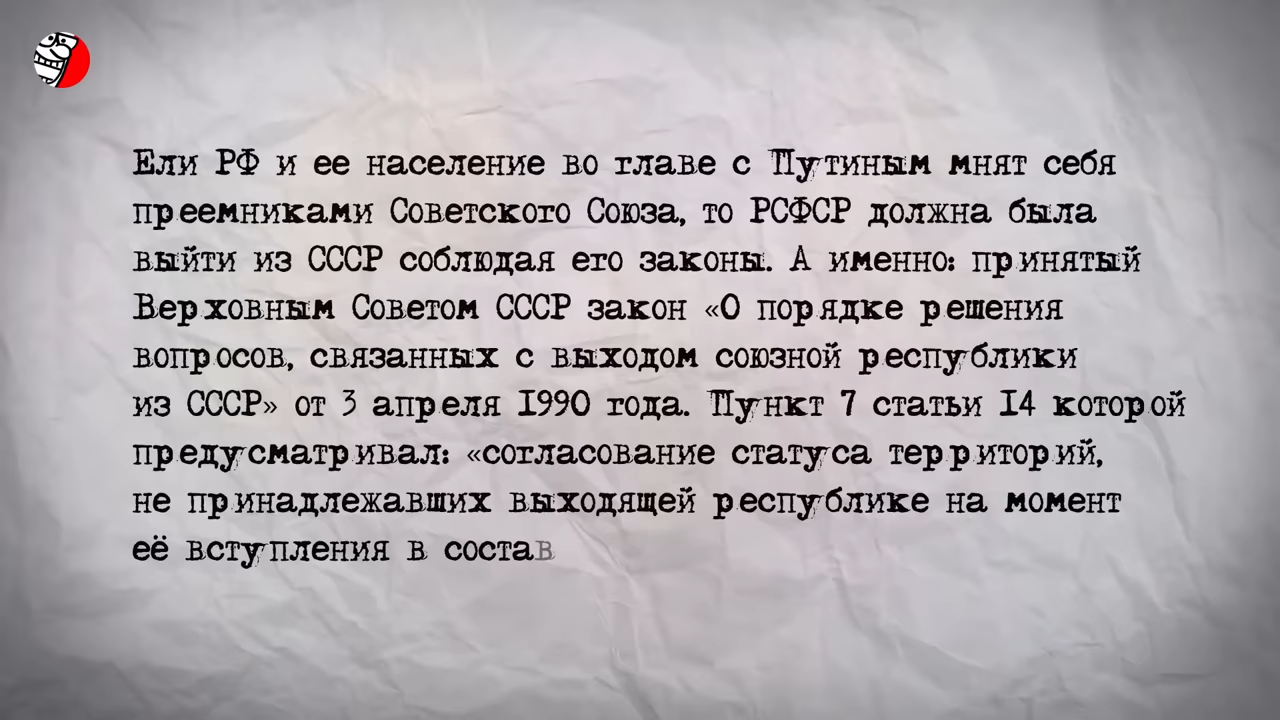 Ели РФ и ее население во главе с Путиным мнят себя
преемниками Советского Союза, то РСФСР должна была
выйти из СССР соблюдая его законы. А именно: принятый
Верховным Советом СССР закон «О порядке решения
вопросов, связанных с выходом союзной республики
из СССР» от 3 апреля 1990 года. Пункт 7 статьи 14 которой
предусматривал: «согласование статуса территорий,
не принадлежавших выходящей республике на момент
её вступления в состав